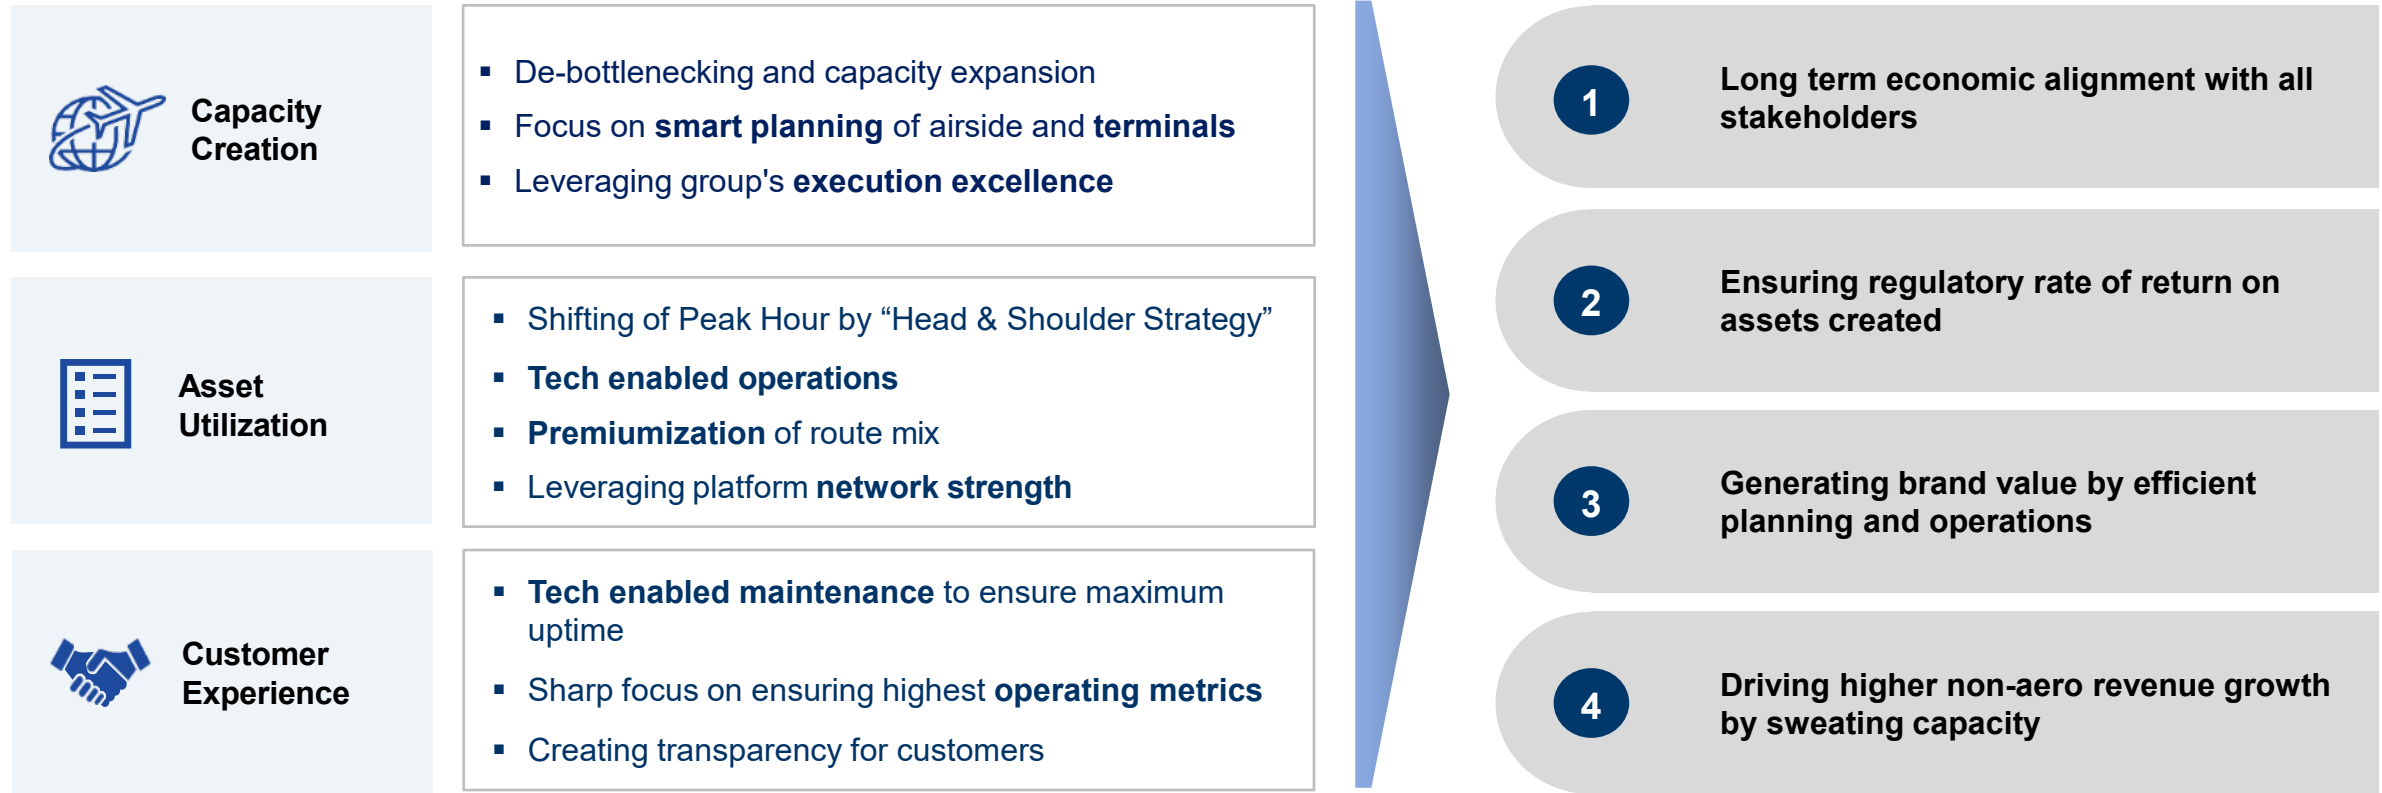 Capacity
Creation
▪ De-bottlenecking and capacity expansion
▪ Focus on smart planning of airside and terminals
▪ Leveraging group's execution excellence
Asset
Utilization
▪ Shifting of Peak Hour by “Head & Shoulder Strategy”
▪ Tech enabled operations
▪ Premiumization of route mix
▪ Leveraging platform network strength
Customer
Experience
▪ Tech enabled maintenance to ensure maximum
uptime
▪ Sharp focus on ensuring highest operating metrics
▪ Creating transparency for customers
1
Long term economic alignment with all
stakeholders
2
Ensuring regulatory rate of return on
assets created
3
Generating brand value by efficient
planning and operations
4
Driving higher non-aero revenue growth
by sweating capacity